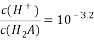 c(H⁺)/c(H₂A) = 10⁻³·²